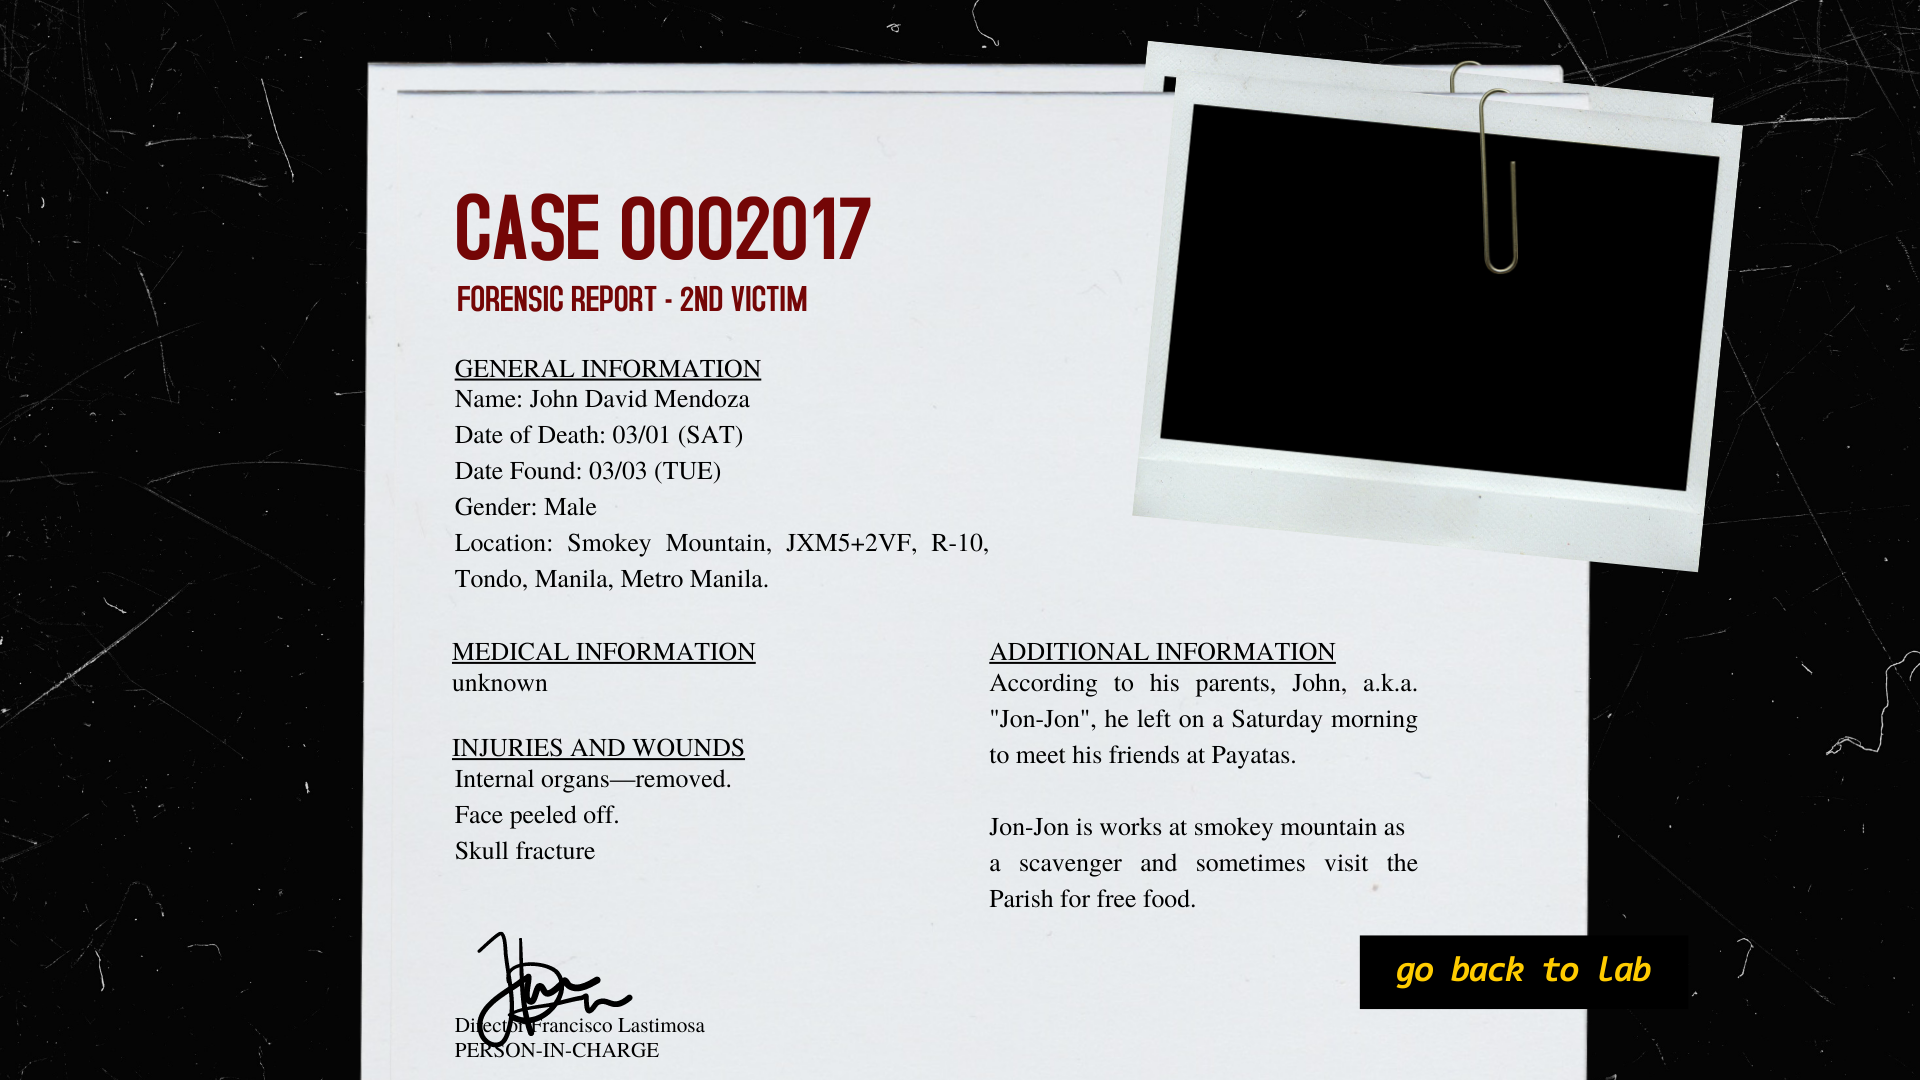 CASE 0002017
FORENSIC REPORT - 2ND VICTIM
GENERAL INFORMATION
Name: John David Mendoza
Date of Death: 03/01 (SAT)
Date Found: 03/03 (TUE)
Gender: Male
Location: Smokey Mountain, JXM5+2VF, R-10,
Tondo, Manila, Metro Manila.
MEDICAL INFORMATION
unknown
INJURIES AND WOUNDS
Internal organs—removed.
Face peeled off.
Skull fracture
ADDITIONAL INFORMATION
According to his parents, John, a.k.a.
"Jon-Jon", he left on a Saturday morning
to meet his friends at Payatas.
Jon-Jon is works at smokey mountain as
a scavenger and sometimes visit the
Parish for free food.
Director Francisco Lastimosa
PERSON-IN-CHARGE
go back to lab